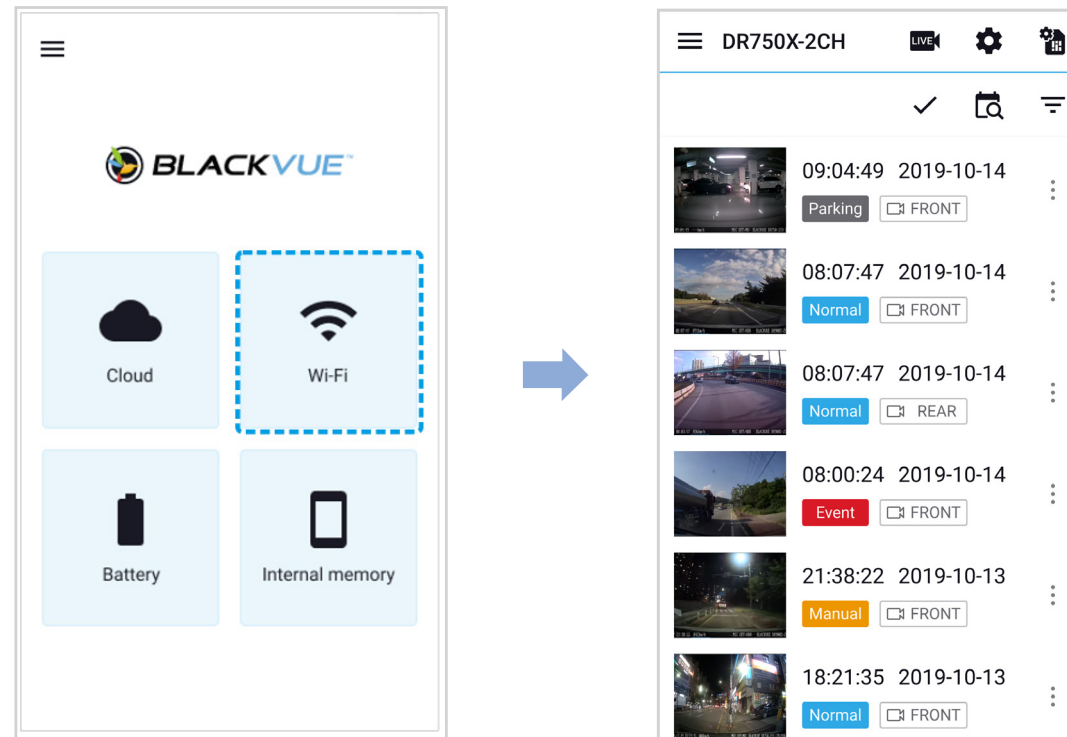 BLACKVUE™
Cloud
Wi-Fi
Battery
Internal memory
DR750X-2CH
LIVE
09:04:49 2019-10-14
Parking FRONT
08:07:47 2019-10-14
Normal FRONT
08:07:47 2019-10-14
Normal REAR
08:00:24 2019-10-14
Event FRONT
21:38:22 2019-10-13
Manual FRONT
18:21:35 2019-10-13
Normal FRONT